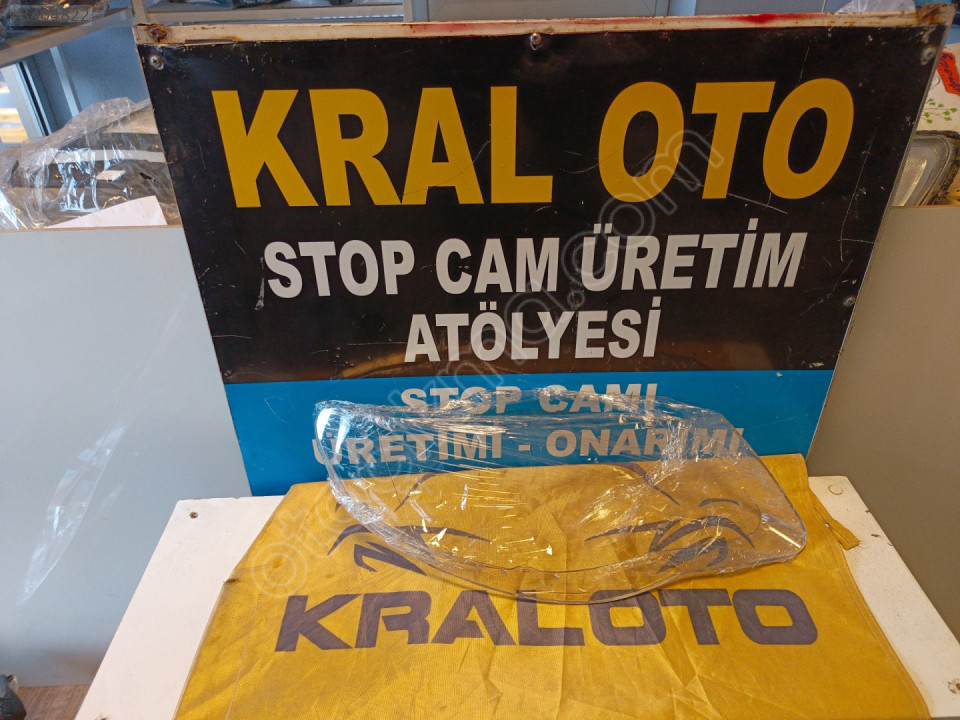 KRAL OTO
STOP CAM ÜRETİM
ATÖLYESİ
STOP CAMI
ÜRETİMİ - ONARIMI
KRALOTO